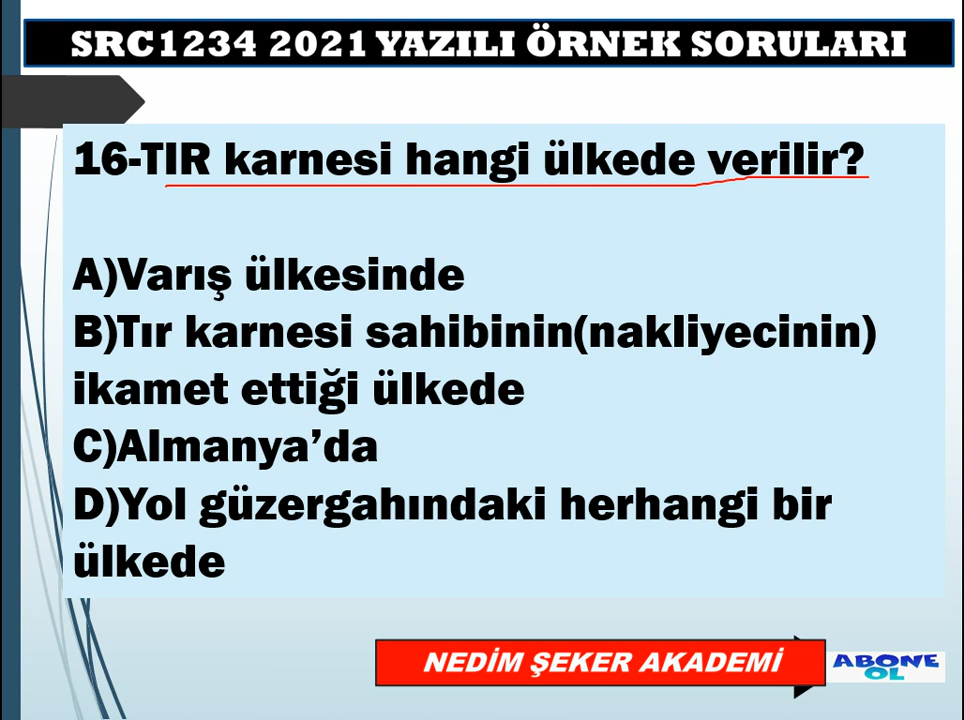 SRC1234 2021 YAZILI ÖRNEK SORULARI
16-TIR karnesi hangi ülkede verilir?
A)Varış ülkesinde
B)Tır karnesi sahibinin(nakliyecinin)
ikamet ettiği ülkede
C)Almanya’da
D)Yol güzergahındaki herhangi bir
ülkede
NEDİM ŞEKER AKADEMİ
ABONE
OL